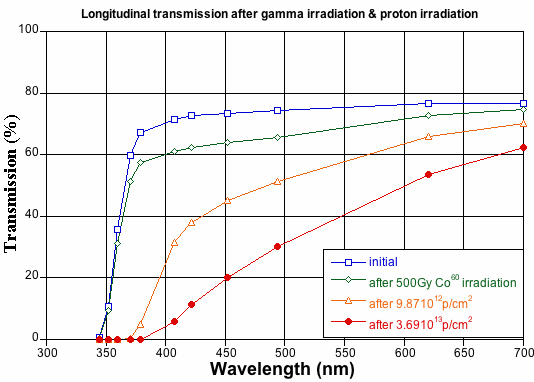 Longitudinal transmission after gamma irradiation & proton irradiation
Transmission (%)
100
80
60
40
20
0
initial
after 500Gy Co⁶⁰ irradiation
after 9.8710¹²p/cm²
after 3.6910¹³p/cm²
300 350 400 450 500 550 600 650 700
Wavelength (nm)